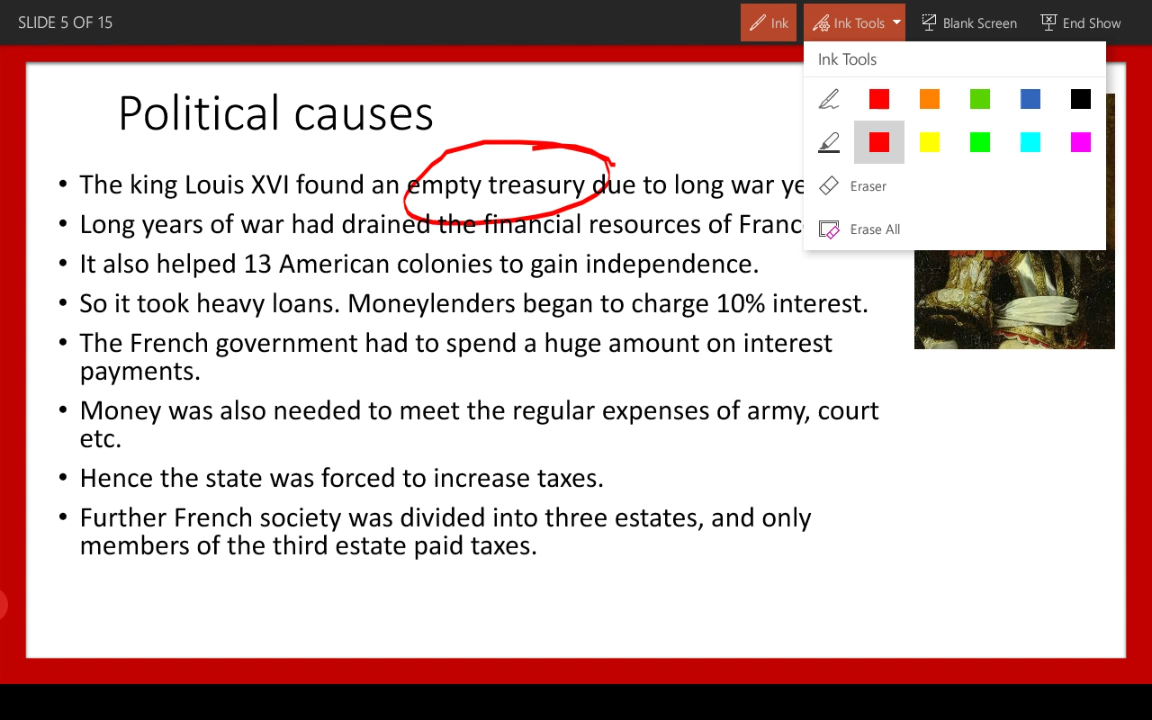 SLIDE 5 OF 15
Ink
Ink Tools
Blank Screen
End Show
Ink Tools
Eraser
Erase All
Political causes
• The king Louis XVI found an empty treasury due to long war ye
• Long years of war had drained the financial resources of Franc
• It also helped 13 American colonies to gain independence.
• So it took heavy loans. Moneylenders began to charge 10% interest.
• The French government had to spend a huge amount on interest
payments.
• Money was also needed to meet the regular expenses of army, court
etc.
• Hence the state was forced to increase taxes.
• Further French society was divided into three estates, and only
members of the third estate paid taxes.